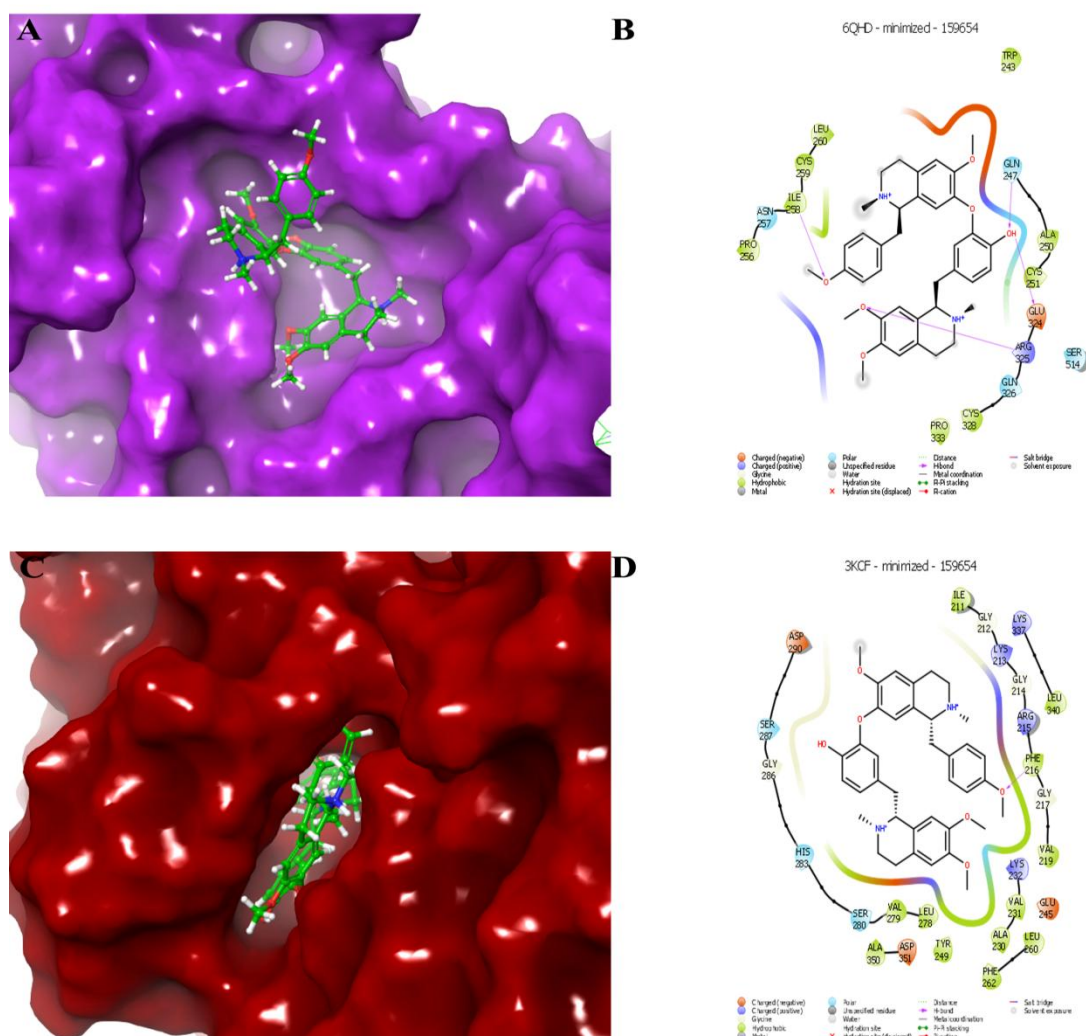 A
B
6QHD - minimized - 159654
TRP
243
LEU
260
CYS
259
ILE
258
ASN
257
PRO
256
GLN
247
ALA
250
CYS
251
GLU
324
ARG
325
SER
514
GLN
326
CYS
328
PRO
333
NH+
O
O
O
OH
O
O
NH+
O
Charged (negative)
Charged (positive)
Glycine
Hydrophobic
Metal
Polar
Unspecified residue
Water
Hydration site
Hydration site (displaced)
Distance
H-bond
Metal coordination
Pi-Pi stacking
Pi-cation
Salt bridge
Solvent exposure
C
D
3KCF - minimized - 159654
ILE
211
GLY
212
LYS
337
LYS
213
GLY
214
LEU
340
ARG
215
PHE
216
GLY
217
VAL
219
LYS
232
VAL
231
GLU
245
ALA
230
LEU
260
PHE
262
ASP
290
SER
287
GLY
286
HIS
283
SER
280
VAL
279
LEU
278
ALA
350
ASP
351
TYR
249
O
NH+
O
HO
O
NH+
O
O
Charged (negative)
Charged (positive)
Glycine
Hydrophobic
Polar
Unspecified residue
Water
Hydration site
Distance
H-bond
Metal coordination
Pi-Pi stacking
Salt bridge
Solvent exposure